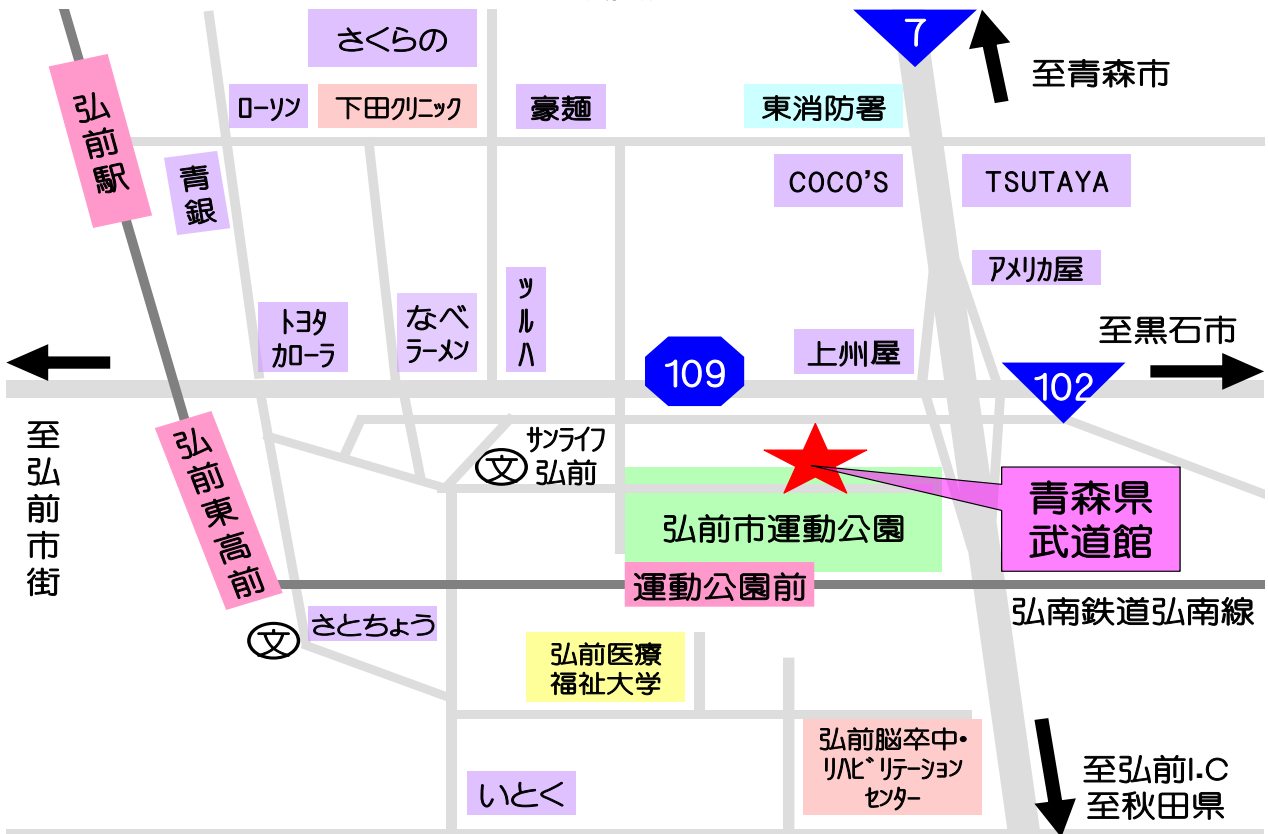 さくらの
7
至青森市
ローソン
下田クリニック
豪麺
東消防署
弘前駅
青銀
COCO'S
TSUTAYA
アメリカ屋
ツルハ
トヨタ
カローラ
なべ
ラーメン
上州屋
109
至黒石市
102
至弘前市街
弘前東高前
文
サンライフ
弘前
弘前市運動公園
青森県
武道館
運動公園前
弘南鉄道弘南線
文
さとちょう
弘前医療
福祉大学
弘前脳卒中・
リハビリテーション
センター
いとく
至弘前I.C
至秋田県